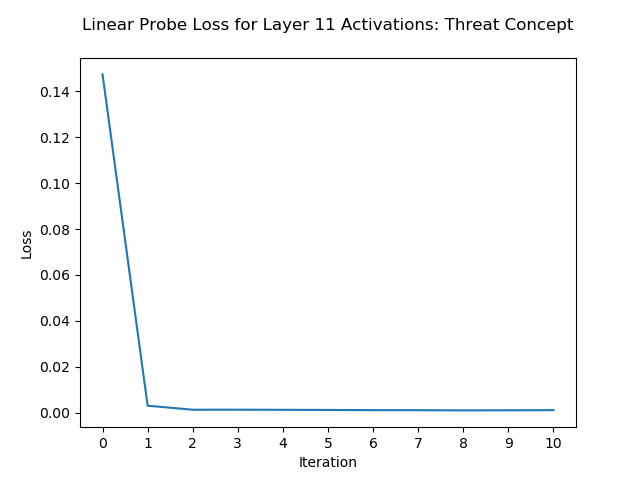 Linear Probe Loss for Layer 11 Activations: Threat Concept
0.14
0.12
0.10
0.08
0.06
0.04
0.02
0.00
Loss
0 1 2 3 4 5 6 7 8 9 10
Iteration